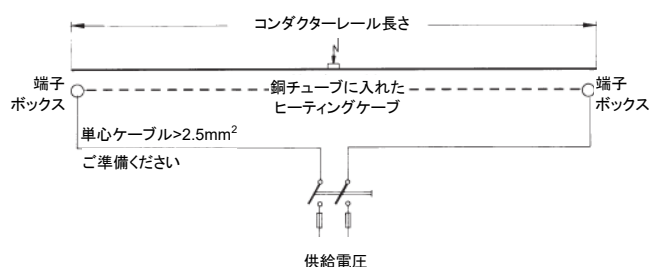 コンダクターレール長さ
端子
ボックス
銅チューブに入れた
ヒーティングケーブ
端子
ボックス
単心ケーブル>2.5mm²
ご準備ください
供給電圧